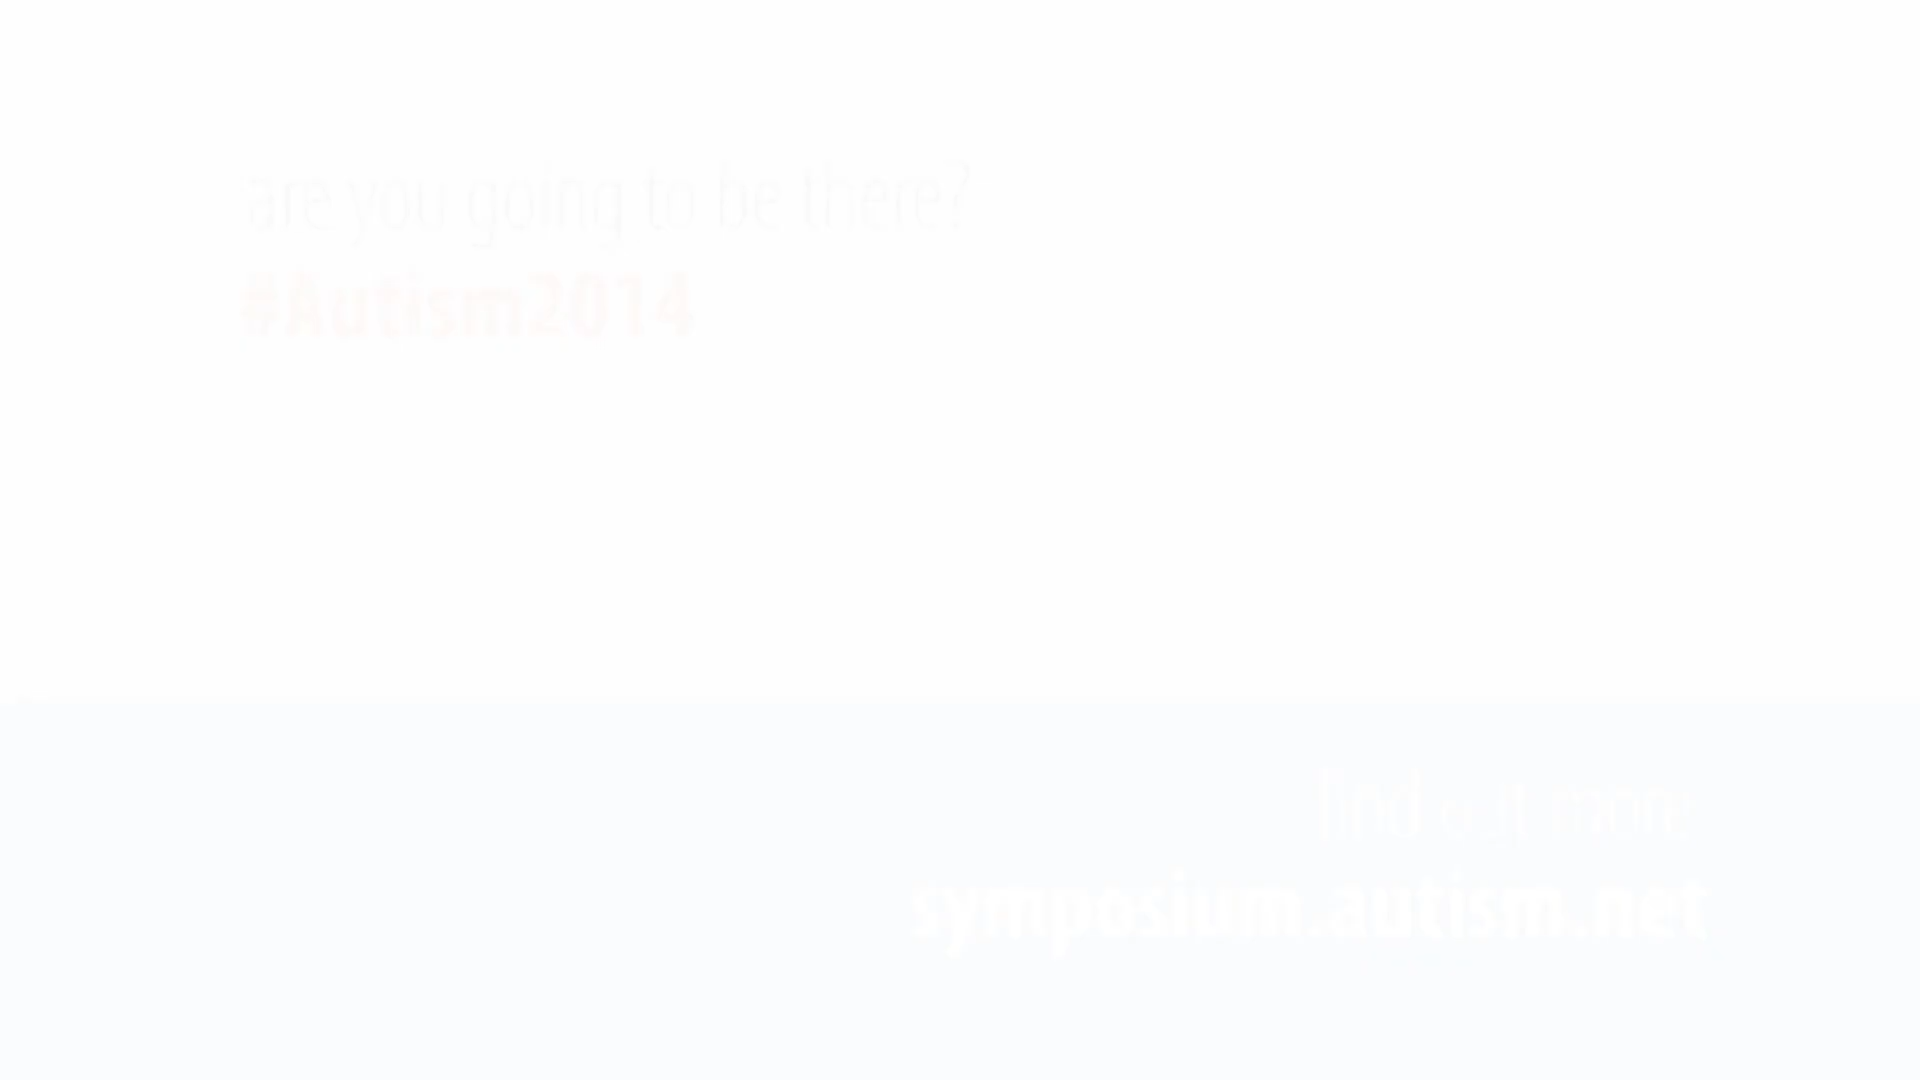 are you going to be there?
#Autism2014
find out more
symposium.autism.net